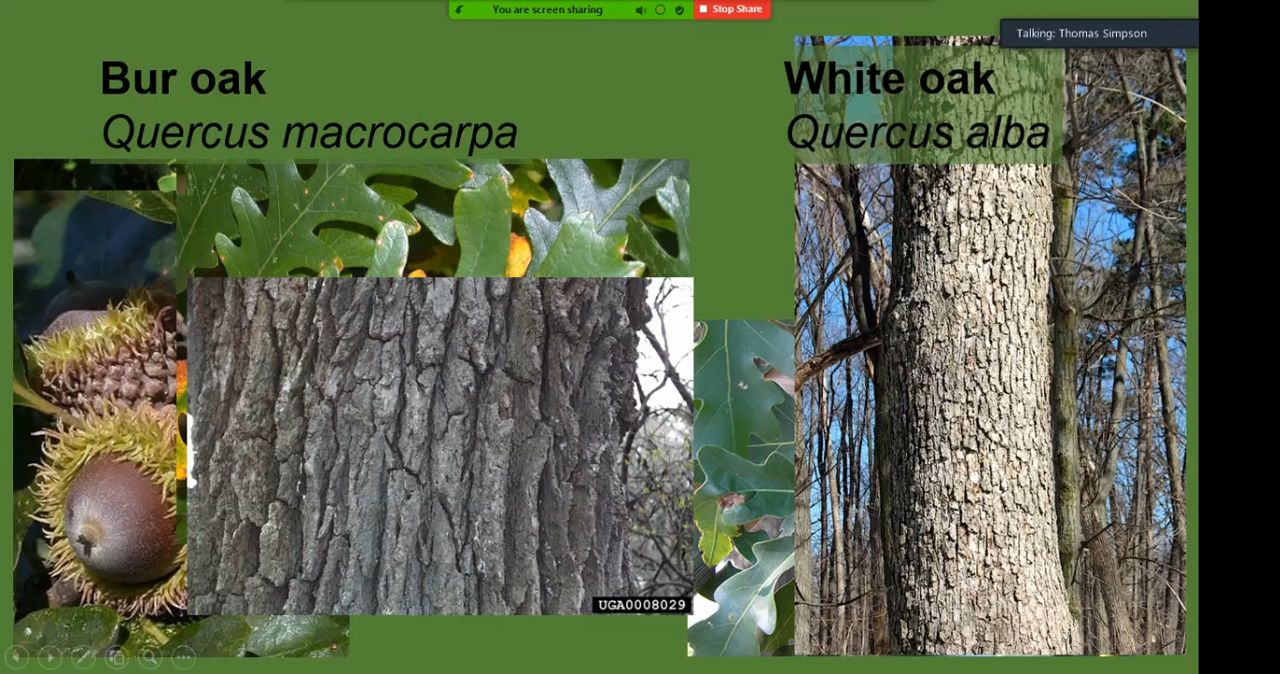 You are screen sharing
Stop Share
Talking: Thomas Simpson
Bur oak
Quercus macrocarpa
White oak
Quercus alba
UGA0008029